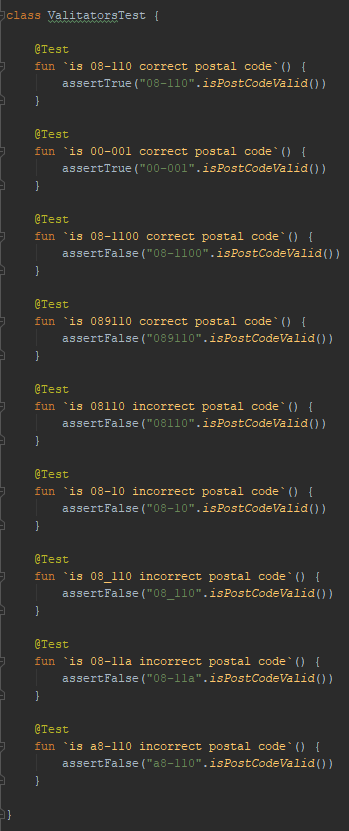 class ValitatorsTest {
@Test
fun `is 08-110 correct postal code`() {
assertTrue("08-110".isPostCodeValid())
}
@Test
fun `is 00-001 correct postal code`() {
assertTrue("00-001".isPostCodeValid())
}
@Test
fun `is 08-1100 correct postal code`() {
assertFalse("08-1100".isPostCodeValid())
}
@Test
fun `is 089110 correct postal code`() {
assertFalse("089110".isPostCodeValid())
}
@Test
fun `is 08110 incorrect postal code`() {
assertFalse("08110".isPostCodeValid())
}
@Test
fun `is 08-10 incorrect postal code`() {
assertFalse("08-10".isPostCodeValid())
}
@Test
fun `is 08_110 incorrect postal code`() {
assertFalse("08_110".isPostCodeValid())
}
@Test
fun `is 08-11a incorrect postal code`() {
assertFalse("08-11a".isPostCodeValid())
}
@Test
fun `is a8-110 incorrect postal code`() {
assertFalse("a8-110".isPostCodeValid())
}
}